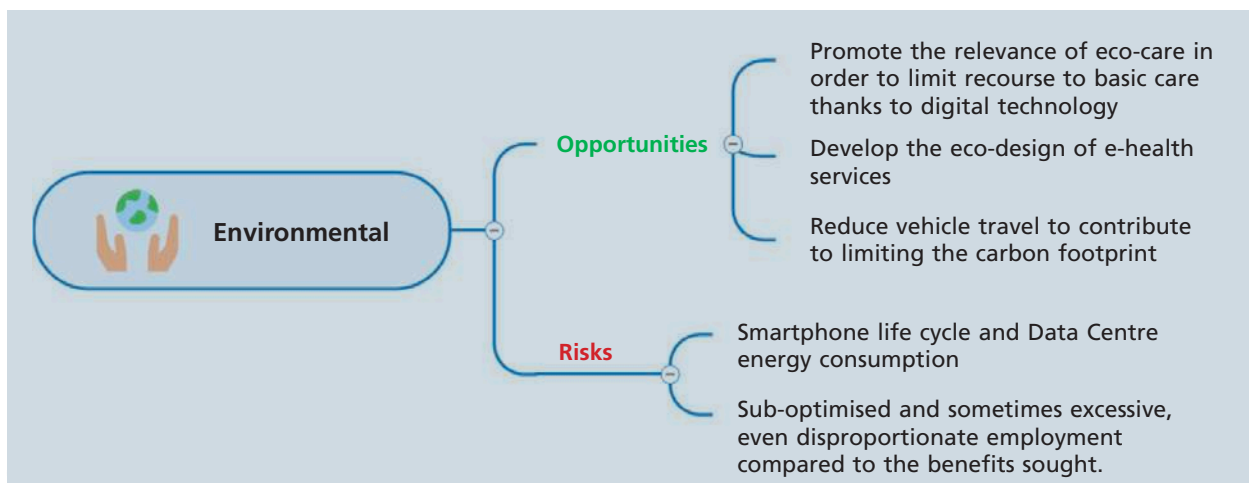 Environmental
Opportunities
Promote the relevance of eco-care in
order to limit recourse to basic care
thanks to digital technology
Develop the eco-design of e-health
services
Reduce vehicle travel to contribute
to limiting the carbon footprint
Risks
Smartphone life cycle and Data Centre
energy consumption
Sub-optimised and sometimes excessive,
even disproportionate employment
compared to the benefits sought.